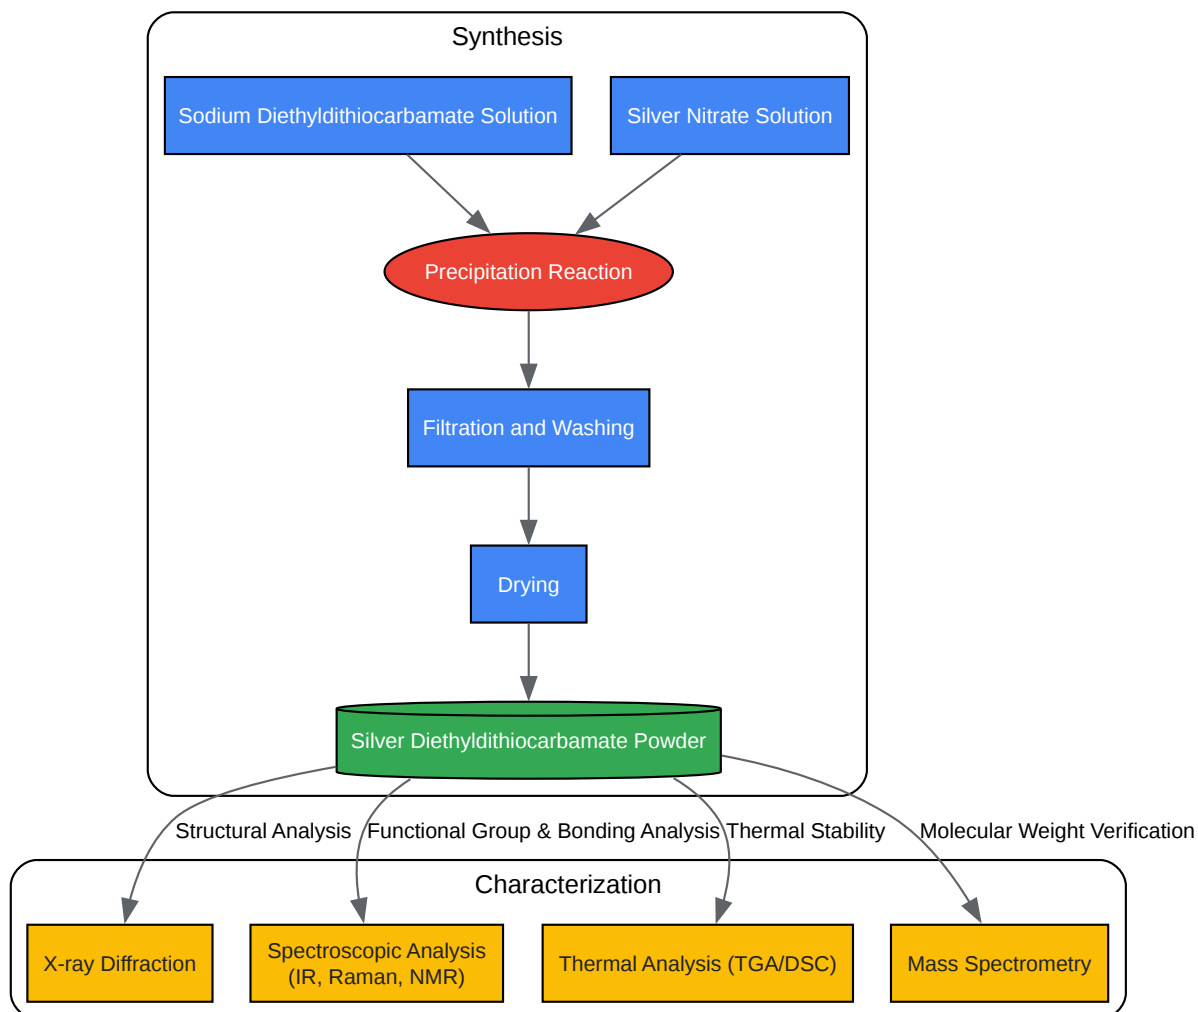 Synthesis
Sodium Diethyldithiocarbamate Solution
Silver Nitrate Solution
Precipitation Reaction
Filtration and Washing
Drying
Silver Diethyldithiocarbamate Powder
Structural Analysis
Functional Group & Bonding Analysis
Thermal Stability
Molecular Weight Verification
Characterization
X-ray Diffraction
Spectroscopic Analysis
(IR, Raman, NMR)
Thermal Analysis (TGA/DSC)
Mass Spectrometry